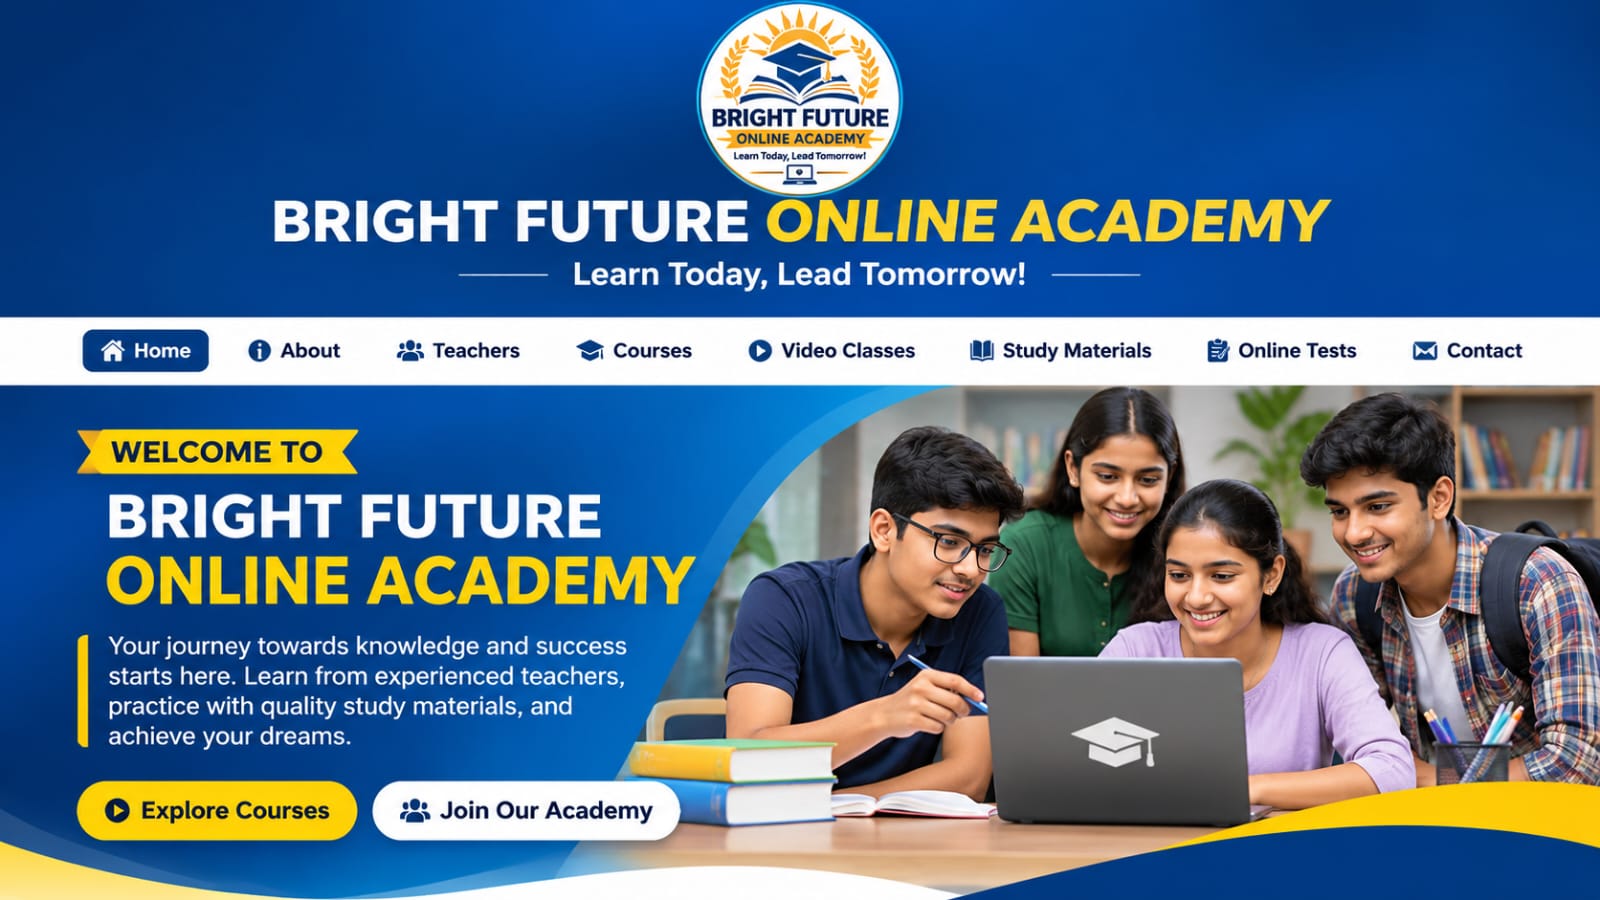 BRIGHT FUTURE
ONLINE ACADEMY
Learn Today, Lead Tomorrow!
BRIGHT FUTURE ONLINE ACADEMY
Learn Today, Lead Tomorrow!
Home
About
Teachers
Courses
Video Classes
Study Materials
Online Tests
Contact
WELCOME TO
BRIGHT FUTURE
ONLINE ACADEMY
Your journey towards knowledge and success
starts here. Learn from experienced teachers,
practice with quality study materials, and
achieve your dreams.
Explore Courses
Join Our Academy